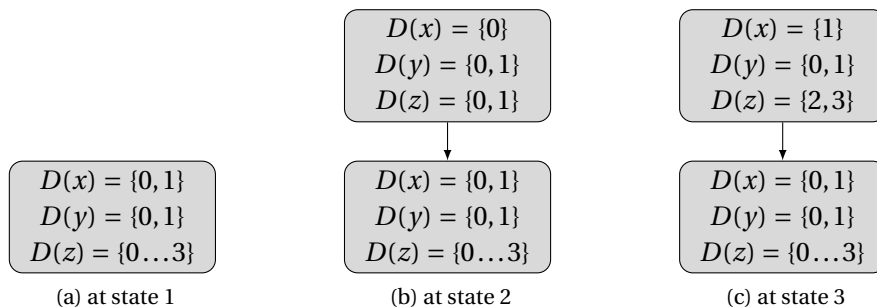 D(x) = {0}
D(y) = {0,1}
D(z) = {0,1}
D(x) = {1}
D(y) = {0,1}
D(z) = {2,3}
D(x) = {0,1}
D(y) = {0,1}
D(z) = {0...3}
D(x) = {0,1}
D(y) = {0,1}
D(z) = {0...3}
D(x) = {0,1}
D(y) = {0,1}
D(z) = {0...3}
(a) at state 1
(b) at state 2
(c) at state 3